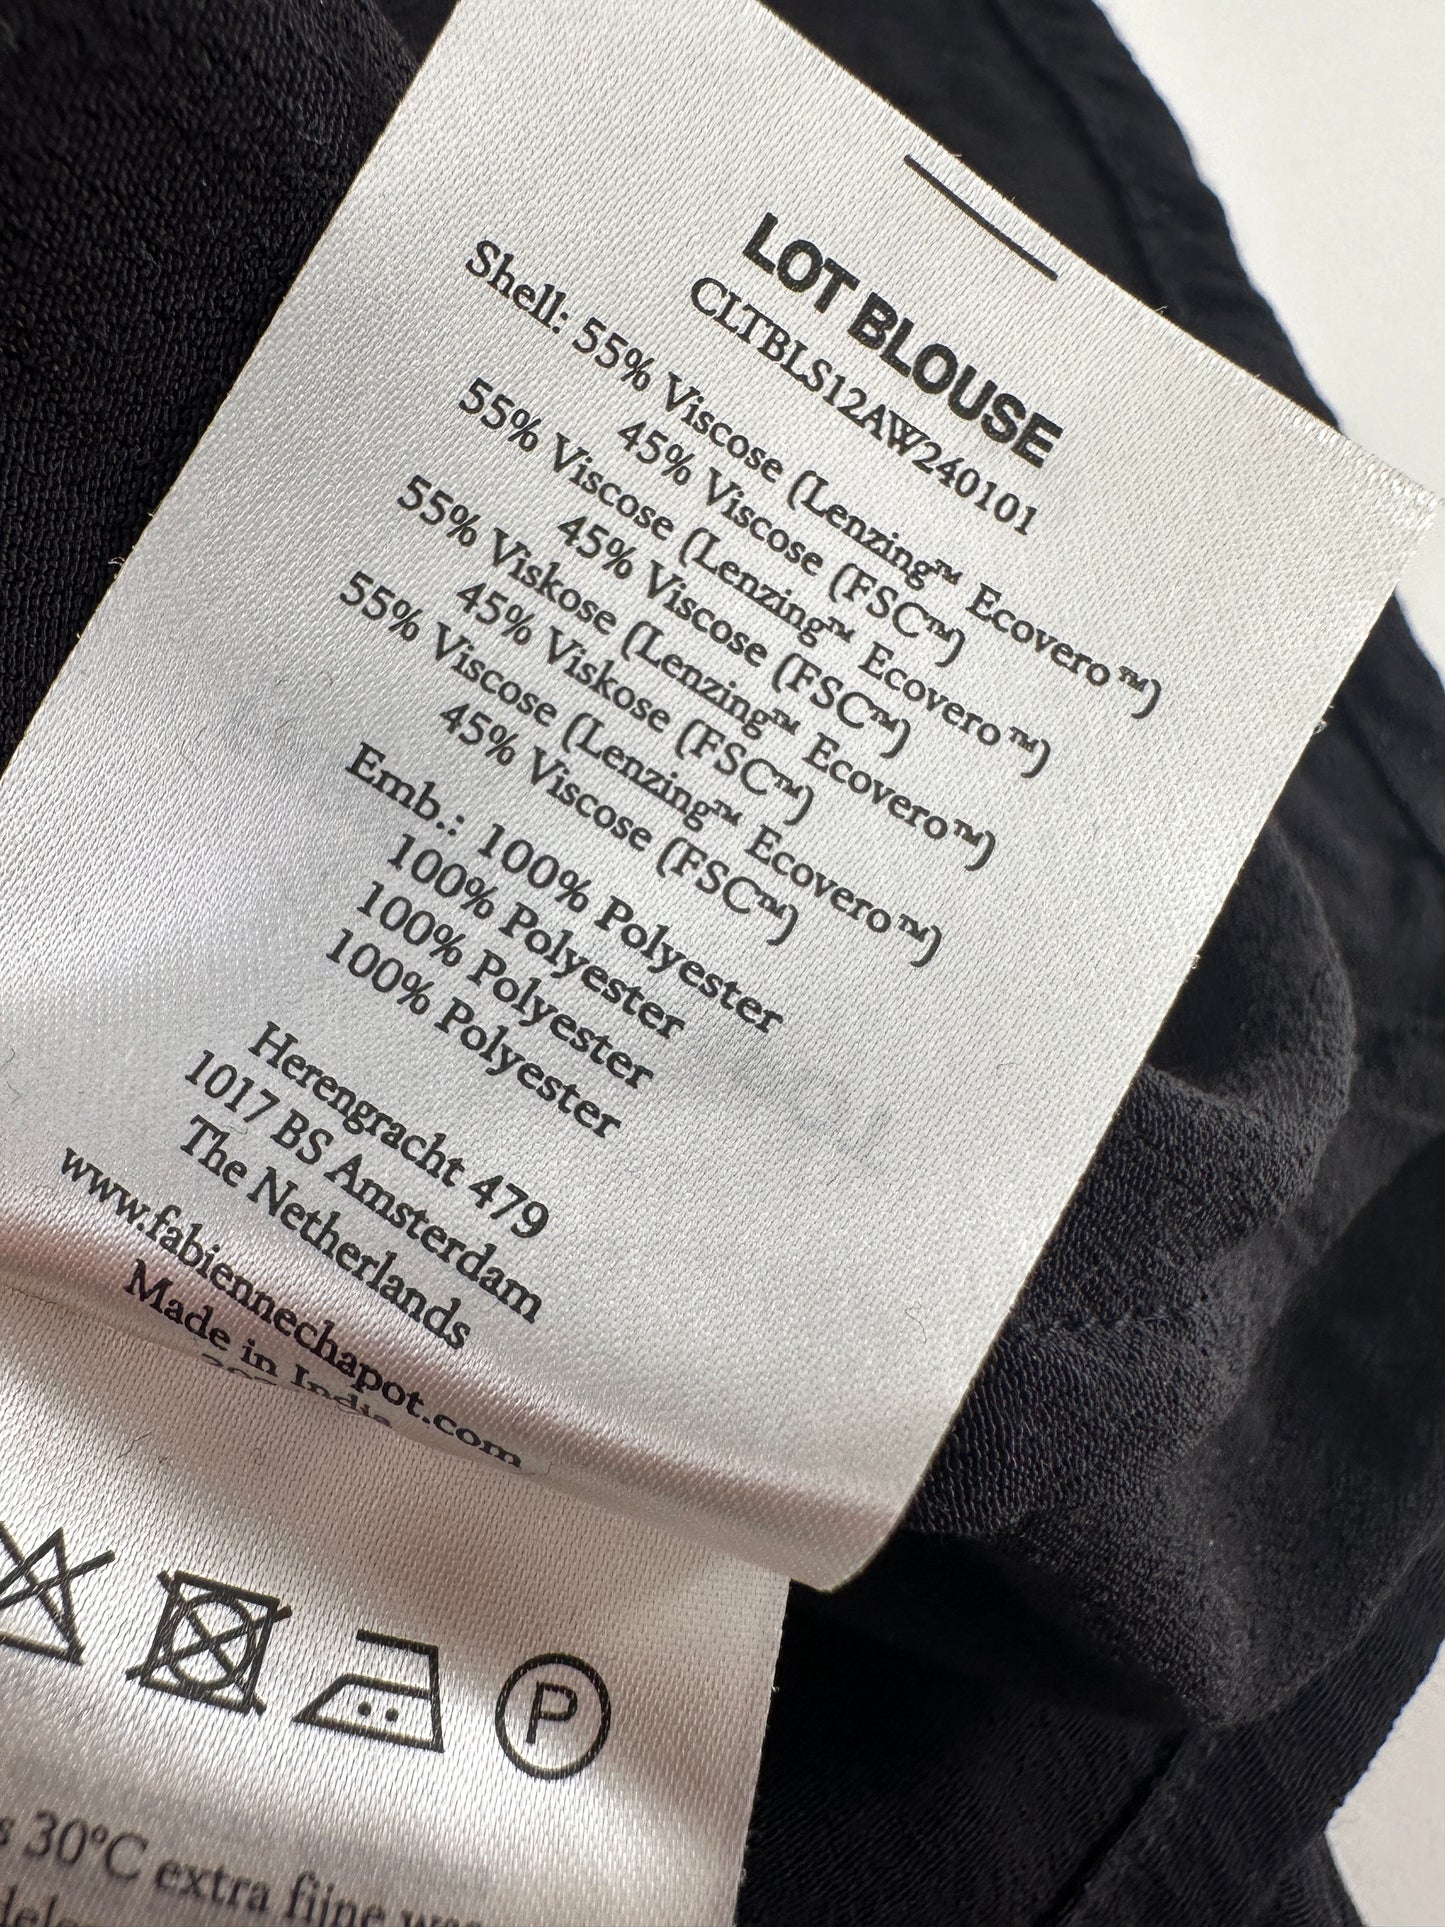 LOT BLOUSE
CLTBLS12AW240101
Shell: 55% Viscose (Lenzing™ Ecovero™)
45% Viscose (FSC™)
55% Viscose (Lenzing™ Ecovero™)
45% Viscose (FSC™)
55% Viskose (Lenzing™ Ecovero™)
45% Viskose (FSC™)
55% Viscose (Lenzing™ Ecovero™)
45% Viscose (FSC™)
Emb.: 100% Polyester
100% Polyester
100% Polyester
100% Polyester
Herengracht 479
1017 BS Amsterdam
The Netherlands
www.fabiennechapot.com
Made in India
P
30°C extra fijne